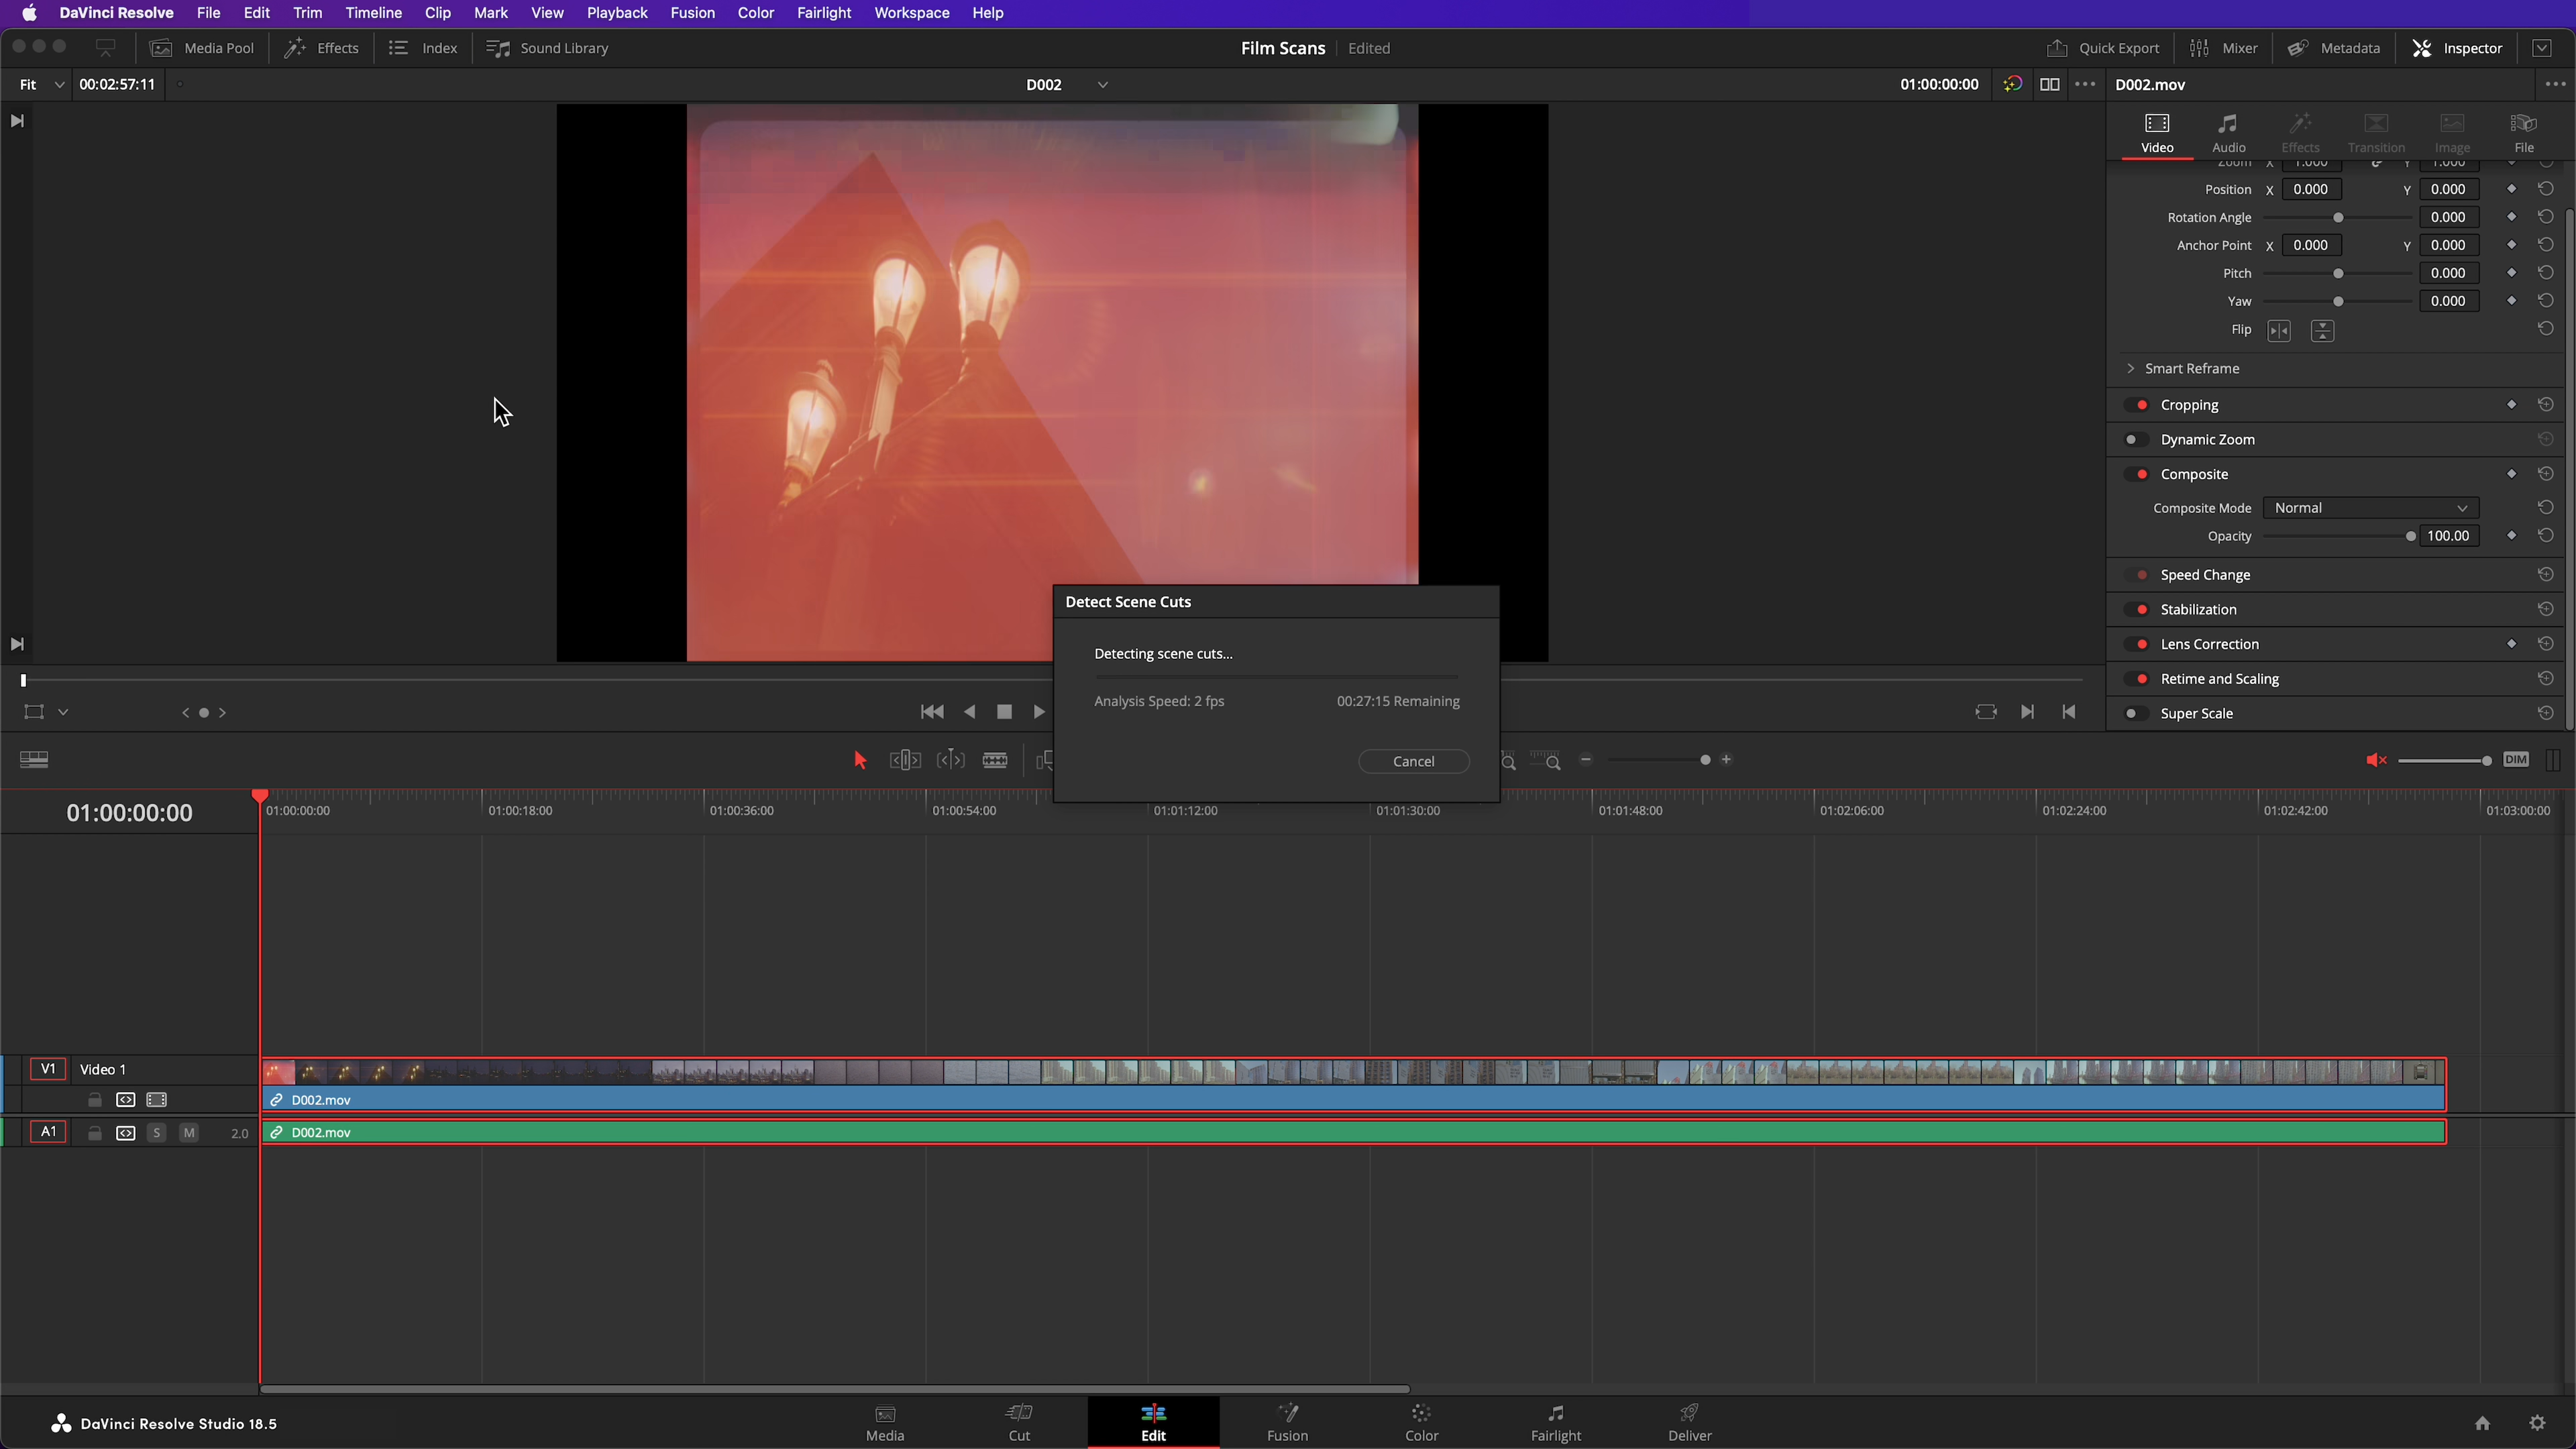 DaVinci Resolve File Edit Trim Timeline Clip Mark View Playback Fusion Color Fairlight Workspace Help
Media Pool Effects Index Sound Library Film Scans Edited Quick Export Mixer Metadata Inspector
Fit 00:02:57:11 D002 01:00:00:00 D002.mov
Video Audio Effects Transition Image File
Zoom X 1.000 Y 1.000
Position X 0.000 Y 0.000
Rotation Angle 0.000
Anchor Point X 0.000 Y 0.000
Pitch 0.000
Yaw 0.000
Flip
Smart Reframe
Cropping
Dynamic Zoom
Composite
Composite Mode Normal
Opacity 100.00
Speed Change
Stabilization
Lens Correction
Retime and Scaling
Super Scale
Detect Scene Cuts
Detecting scene cuts...
Analysis Speed: 2 fps 00:27:15 Remaining
Cancel
DIM
01:00:00:00
01:00:00:00 01:00:18:00 01:00:36:00 01:00:54:00 01:01:12:00 01:01:30:00 01:01:48:00 01:02:06:00 01:02:24:00 01:02:42:00 01:03:00:00
V1 Video 1
D002.mov
A1 S M 2.0 D002.mov
DaVinci Resolve Studio 18.5
Media Cut Edit Fusion Color Fairlight Deliver